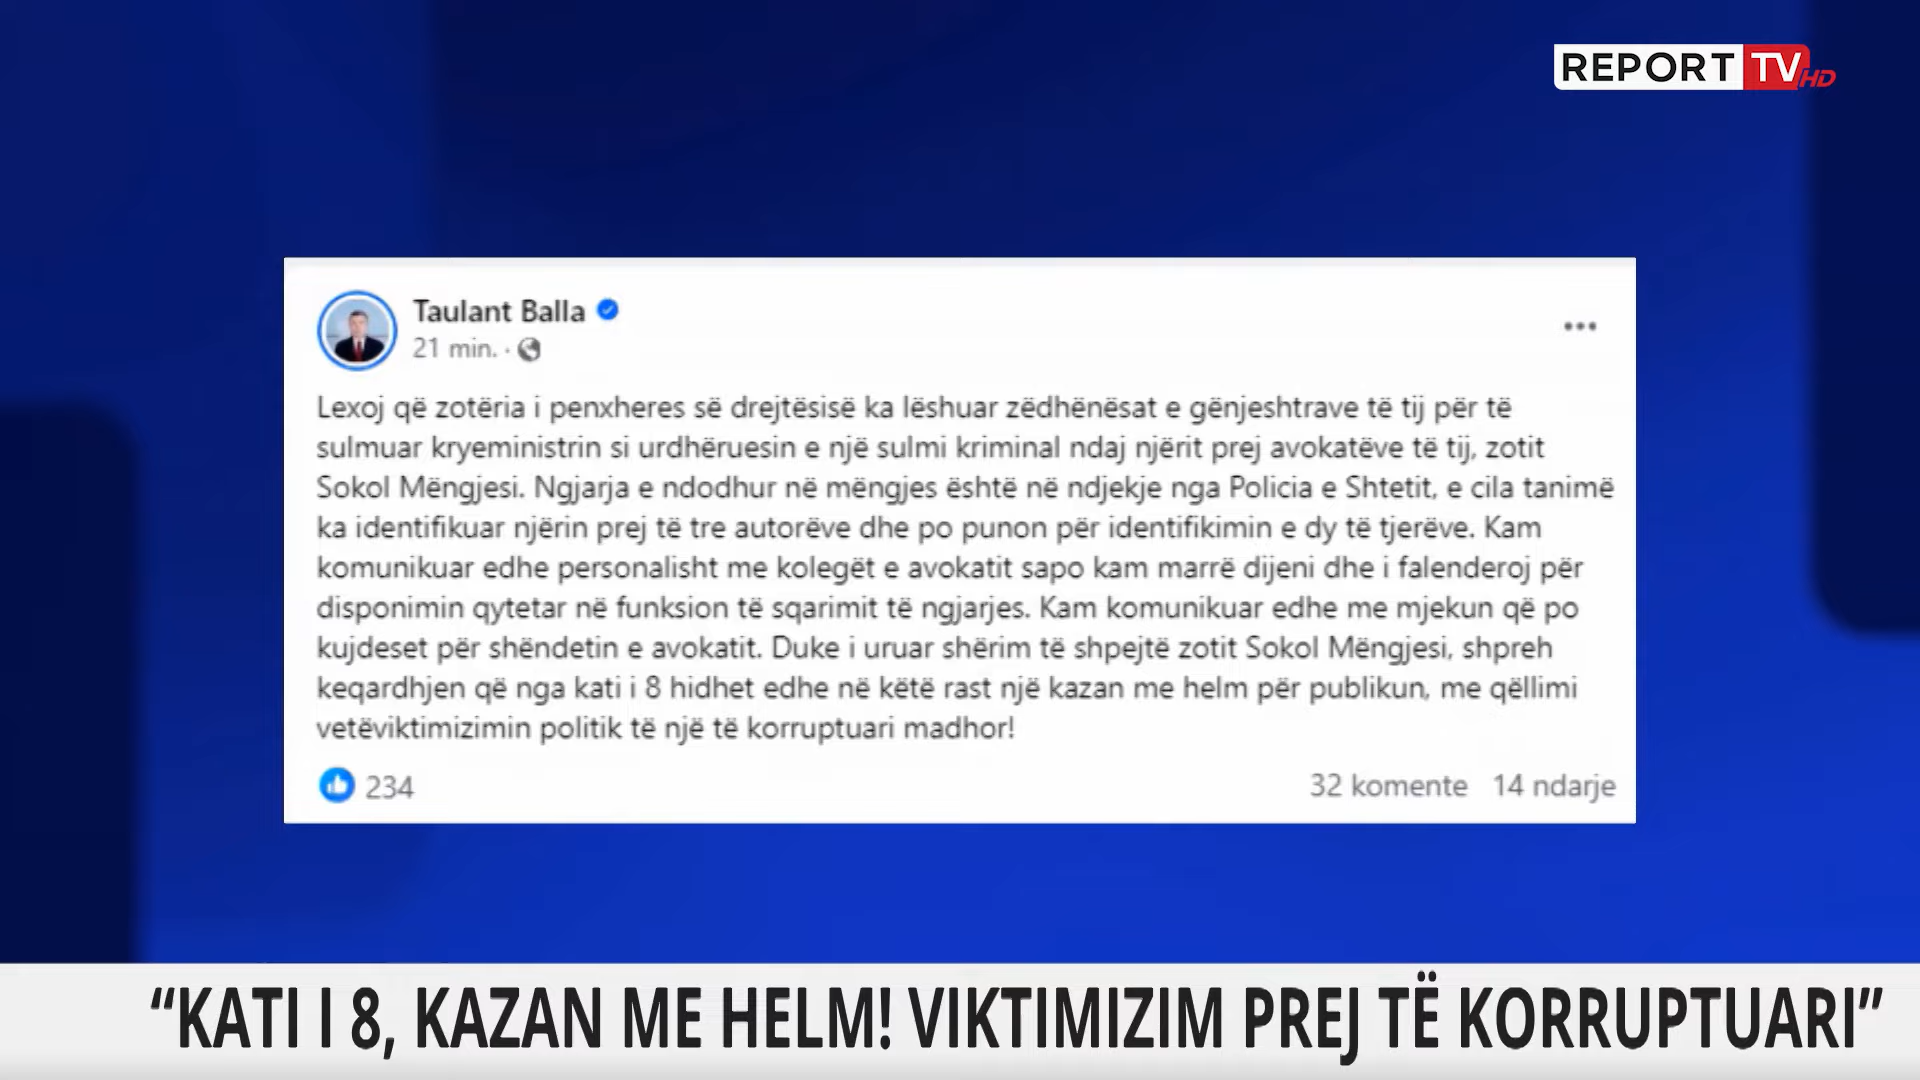 REPORT TV HD
Taulant Balla
21 min. ·
Lexoj që zotëria i penxheres së drejtësisë ka lëshuar zëdhënësat e gënjeshtrave të tij për të
sulmuar kryeministrin si urdhëruesin e një sulmi kriminal ndaj njërit prej avokatëve të tij, zotit
Sokol Mëngjesi. Ngjarja e ndodhur në mëngjes është në ndjekje nga Policia e Shtetit, e cila tanimë
ka identifikuar njërin prej të tre autorëve dhe po punon për identifikimin e dy të tjerëve. Kam
komunikuar edhe personalisht me kolegët e avokatit sapo kam marrë dijeni dhe i falenderoj për
disponimin qytetar në funksion të sqarimit të ngjarjes. Kam komunikuar edhe me mjekun që po
kujdeset për shëndetin e avokatit. Duke i uruar shërim të shpejtë zotit Sokol Mëngjesi, shpreh
keqardhjen që nga kati i 8 hidhet edhe në këtë rast një kazan me helm për publikun, me qëllimi
vetëviktimizimin politik të një të korruptuari madhor!
234
32 komente 14 ndarje
“KATI I 8, KAZAN ME HELM! VIKTIMIZIM PREJ TË KORRUPTUARI”